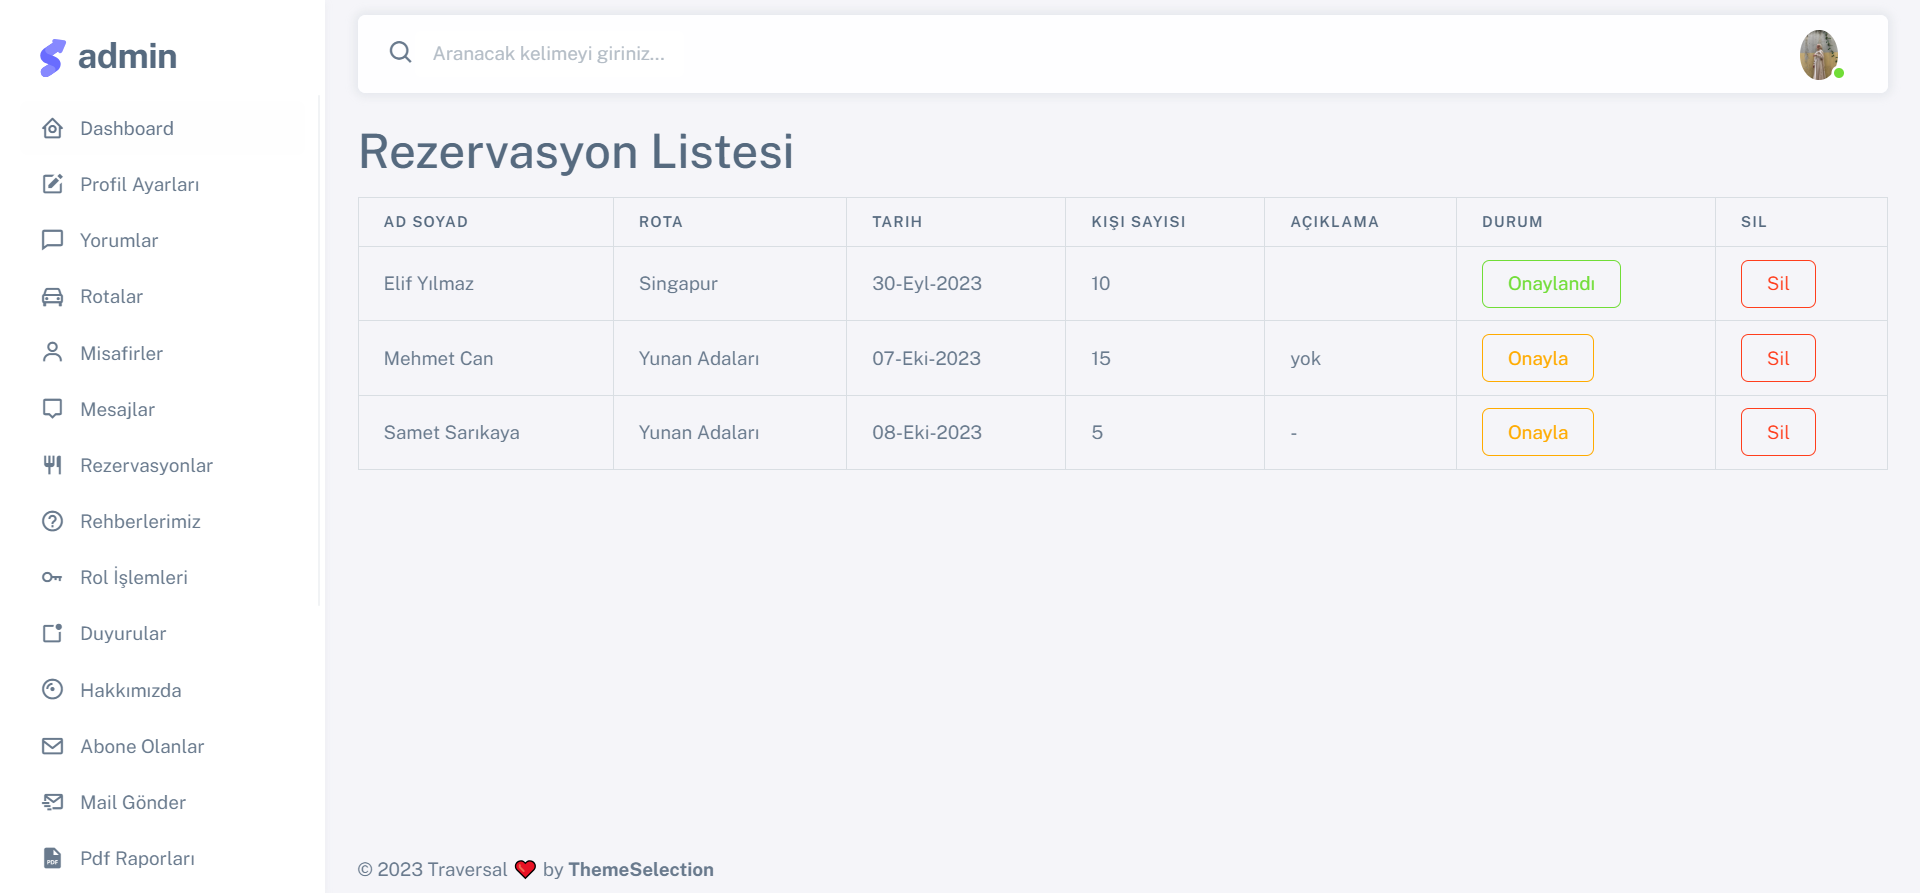 admin
Dashboard
Profil Ayarları
Yorumlar
Rotalar
Misafirler
Mesajlar
Rezervasyonlar
Rehberlerimiz
Rol İşlemleri
Duyurular
Hakkımızda
Abone Olanlar
Mail Gönder
PDF Pdf Raporları
Aranacak kelimeyi giriniz...
Rezervasyon Listesi
AD SOYAD ROTA TARIH KIŞI SAYISI AÇIKLAMA DURUM SIL
Elif Yılmaz Singapur 30-Eyl-2023 10 Onaylandı Sil
Mehmet Can Yunan Adaları 07-Eki-2023 15 yok Onayla Sil
Samet Sarıkaya Yunan Adaları 08-Eki-2023 5 - Onayla Sil
© 2023 Traversal ❤️ by ThemeSelection